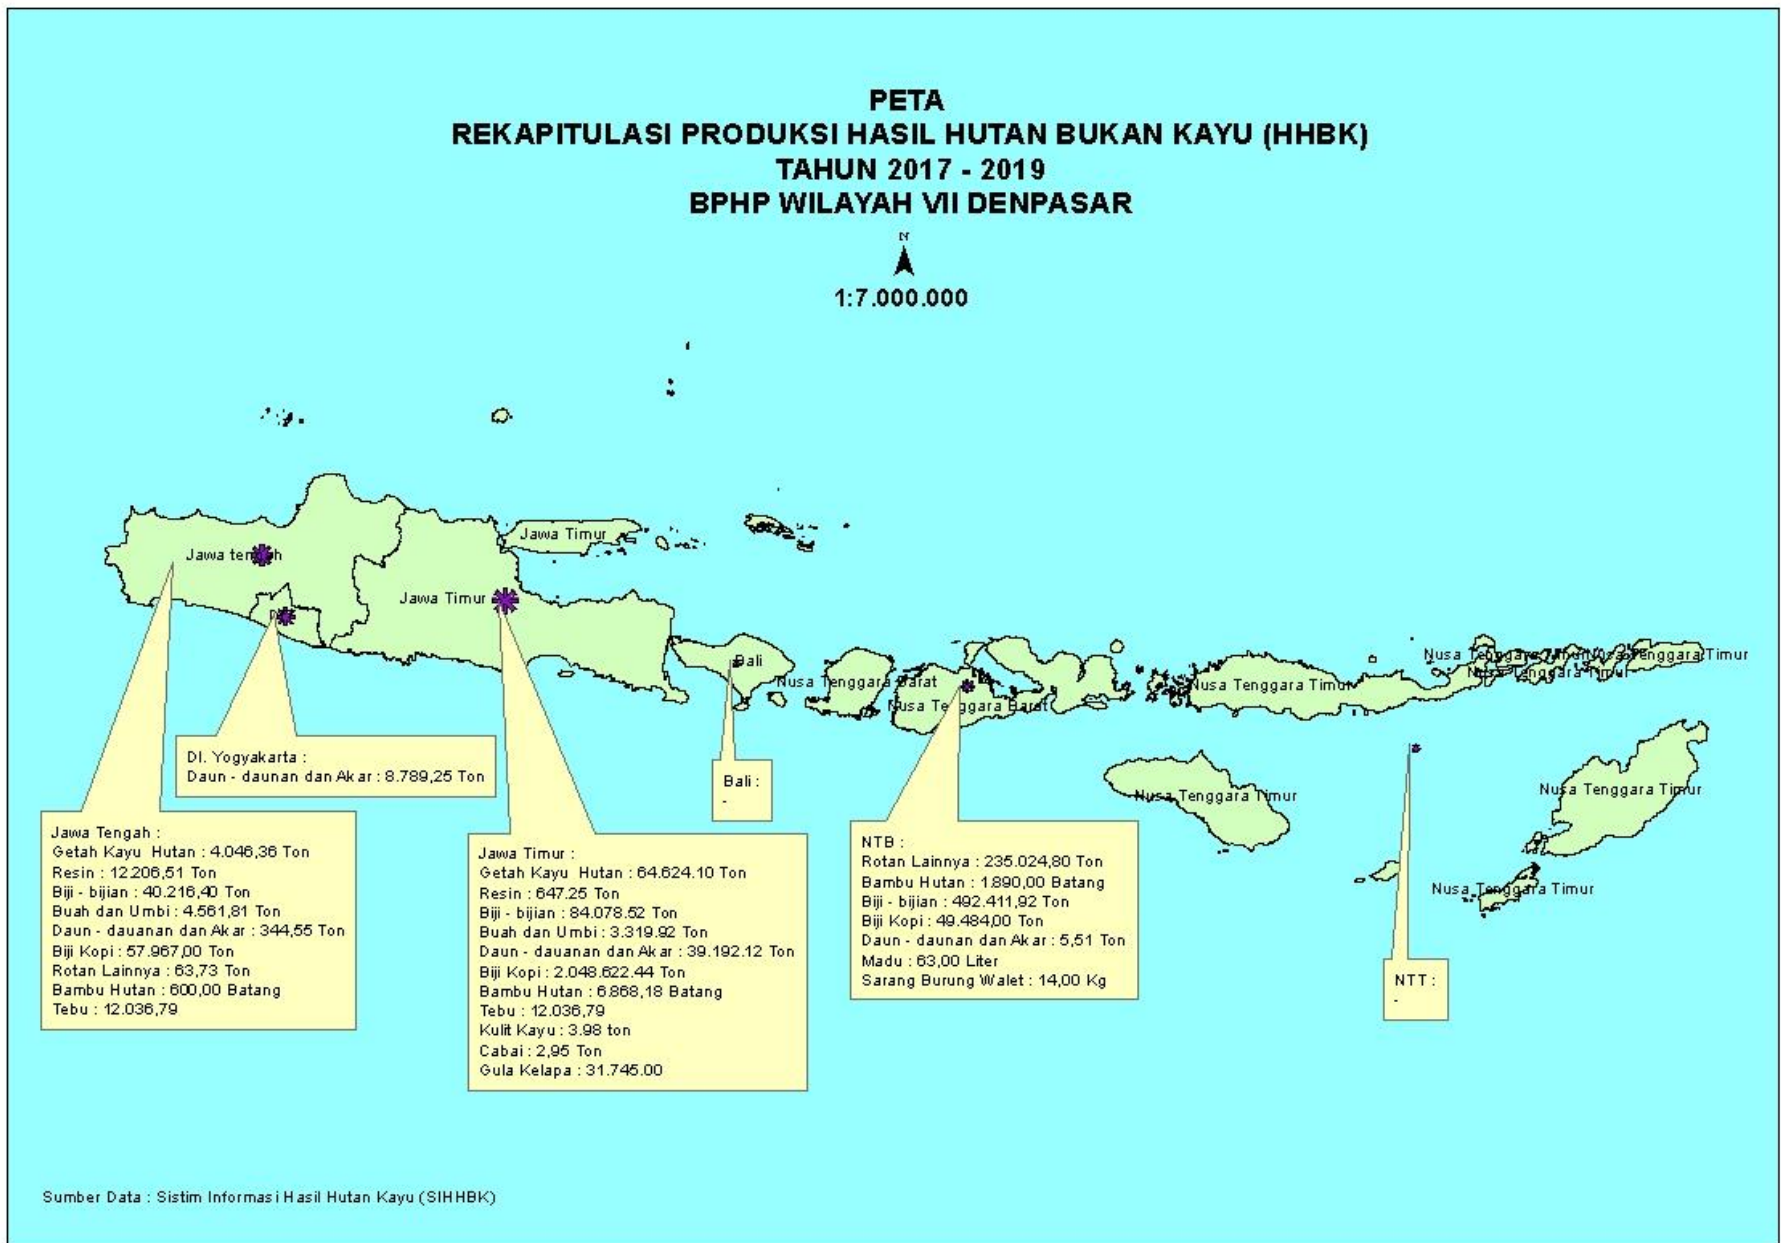 PETA
REKAPITULASI PRODUKSI HASIL HUTAN BUKAN KAYU (HHBK)
TAHUN 2017 - 2019
BPHP WILAYAH VII DENPASAR
N
1:7.000.000
Jawa tengah
Jawa Timur
Jawa Timur
Bali
Nusa Tenggara Barat
Nusa Tenggara Barat
Nusa Tenggara Timur
Nusa Tenggara Timur
Nusa Tenggara Timur
Nusa Tenggara Timur
Nusa Tenggara Timur
Nusa Tenggara Timur
Nusa Tenggara Timur
DI. Yogyakarta :
Daun - daunan dan Akar : 8.789,25 Ton
Jawa Tengah :
Getah Kayu Hutan : 4.046,36 Ton
Resin : 12.206,51 Ton
Biji - bijian : 40.216,40 Ton
Buah dan Umbi : 4.561,81 Ton
Daun - dauanan dan Akar : 344,55 Ton
Biji Kopi : 57.967,00 Ton
Rotan Lainnya : 63,73 Ton
Bambu Hutan : 600,00 Batang
Tebu : 12.036,79
Jawa Timur :
Getah Kayu Hutan : 64.624.10 Ton
Resin : 647.25 Ton
Biji - bijian : 84.078.52 Ton
Buah dan Umbi : 3.319.92 Ton
Daun - dauanan dan Akar : 39.192.12 Ton
Biji Kopi : 2.048.622.44 Ton
Bambu Hutan : 6.868,18 Batang
Tebu : 12.036,79
Kulit Kayu : 3.98 ton
Cabai : 2,95 Ton
Gula Kelapa : 31.745.00
Bali :
-
NTB :
Rotan Lainnya : 235.024,80 Ton
Bambu Hutan : 1.890,00 Batang
Biji - bijian : 492.411,92 Ton
Biji Kopi : 49.484,00 Ton
Daun - daunan dan Akar : 5,51 Ton
Madu : 63,00 Liter
Sarang Burung Walet : 14,00 Kg
NTT :
-
Sumber Data : Sistim Informasi Hasil Hutan Kayu (SIHHBK)